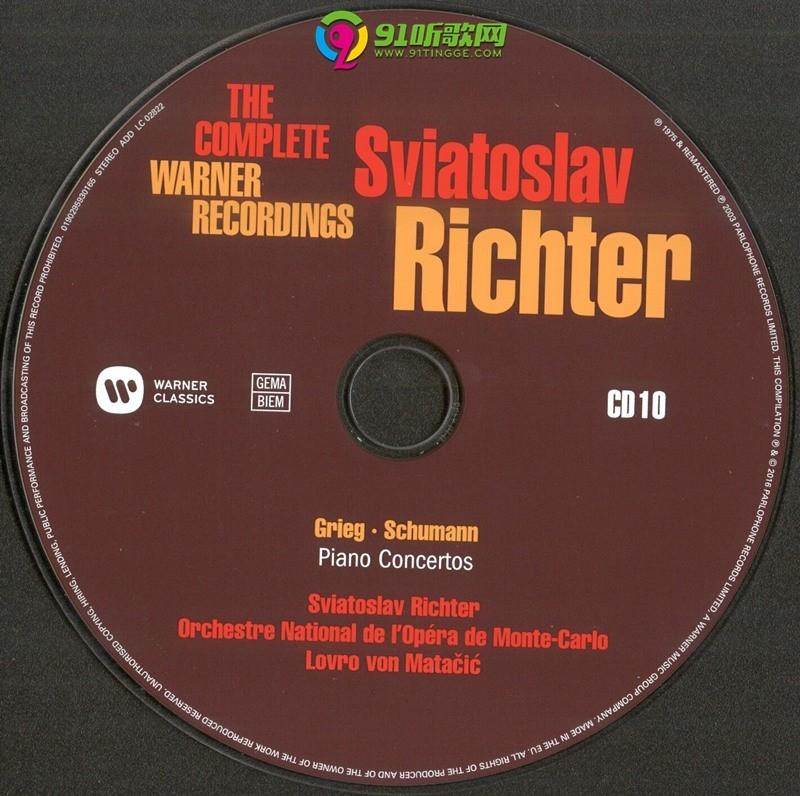 91听歌网
WWW.91TINGGE.COM
THE
COMPLETE
WARNER
RECORDINGS
Sviatoslav
Richter
WARNER
CLASSICS
GEMA
BIEM
CD10
Grieg · Schumann
Piano Concertos
Sviatoslav Richter
Orchestre National de l'Opéra de Monte-Carlo
Lovro von Matačić
℗ 1975 & REMASTERED ℗ 2003 PARLOPHONE RECORDS LIMITED. THIS COMPILATION ℗ & © 2016 PARLOPHONE RECORDS LIMITED, A WARNER MUSIC GROUP COMPANY. MADE IN THE EU. ALL RIGHTS OF THE PRODUCER AND OF THE OWNER OF THE WORK REPRODUCED RESERVED. UNAUTHORISED COPYING, HIRING, LENDING, PUBLIC PERFORMANCE AND BROADCASTING OF THIS RECORD PROHIBITED. 0190295930165 STEREO ADD LC 02822